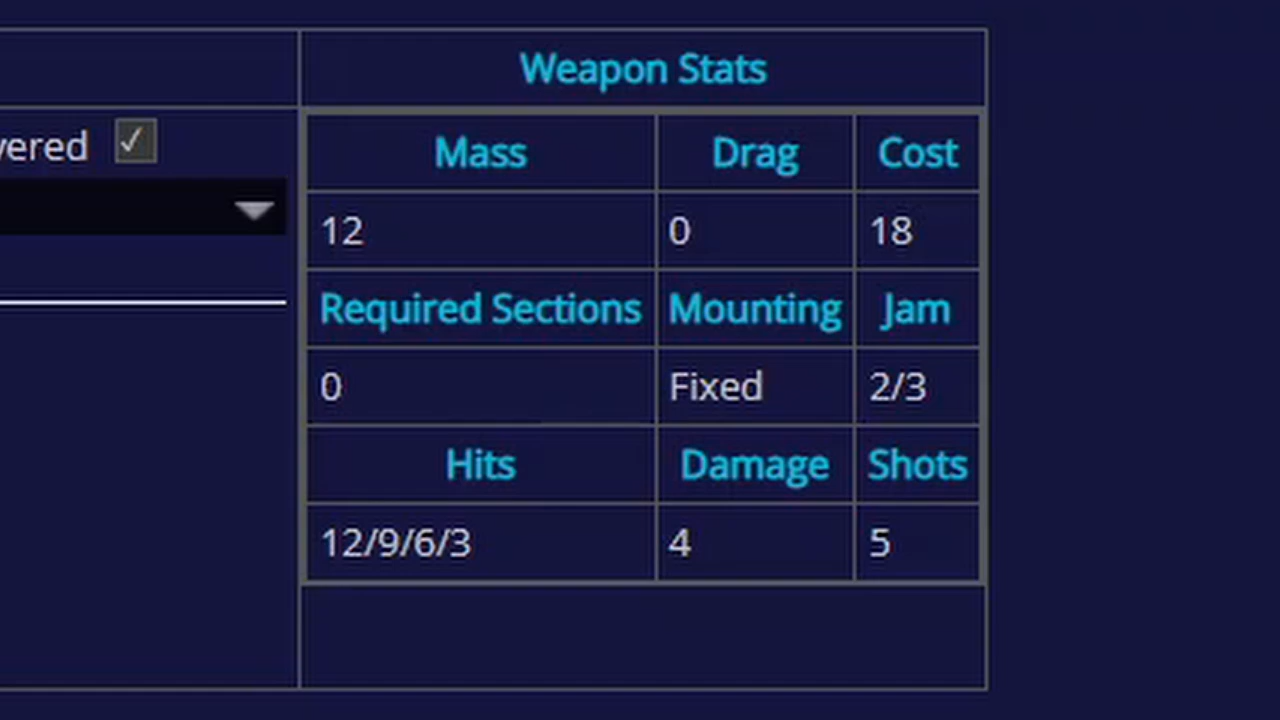 Weapon Stats
vered ✓
Mass Drag Cost
12 0 18
Required Sections Mounting Jam
0 Fixed 2/3
Hits Damage Shots
12/9/6/3 4 5